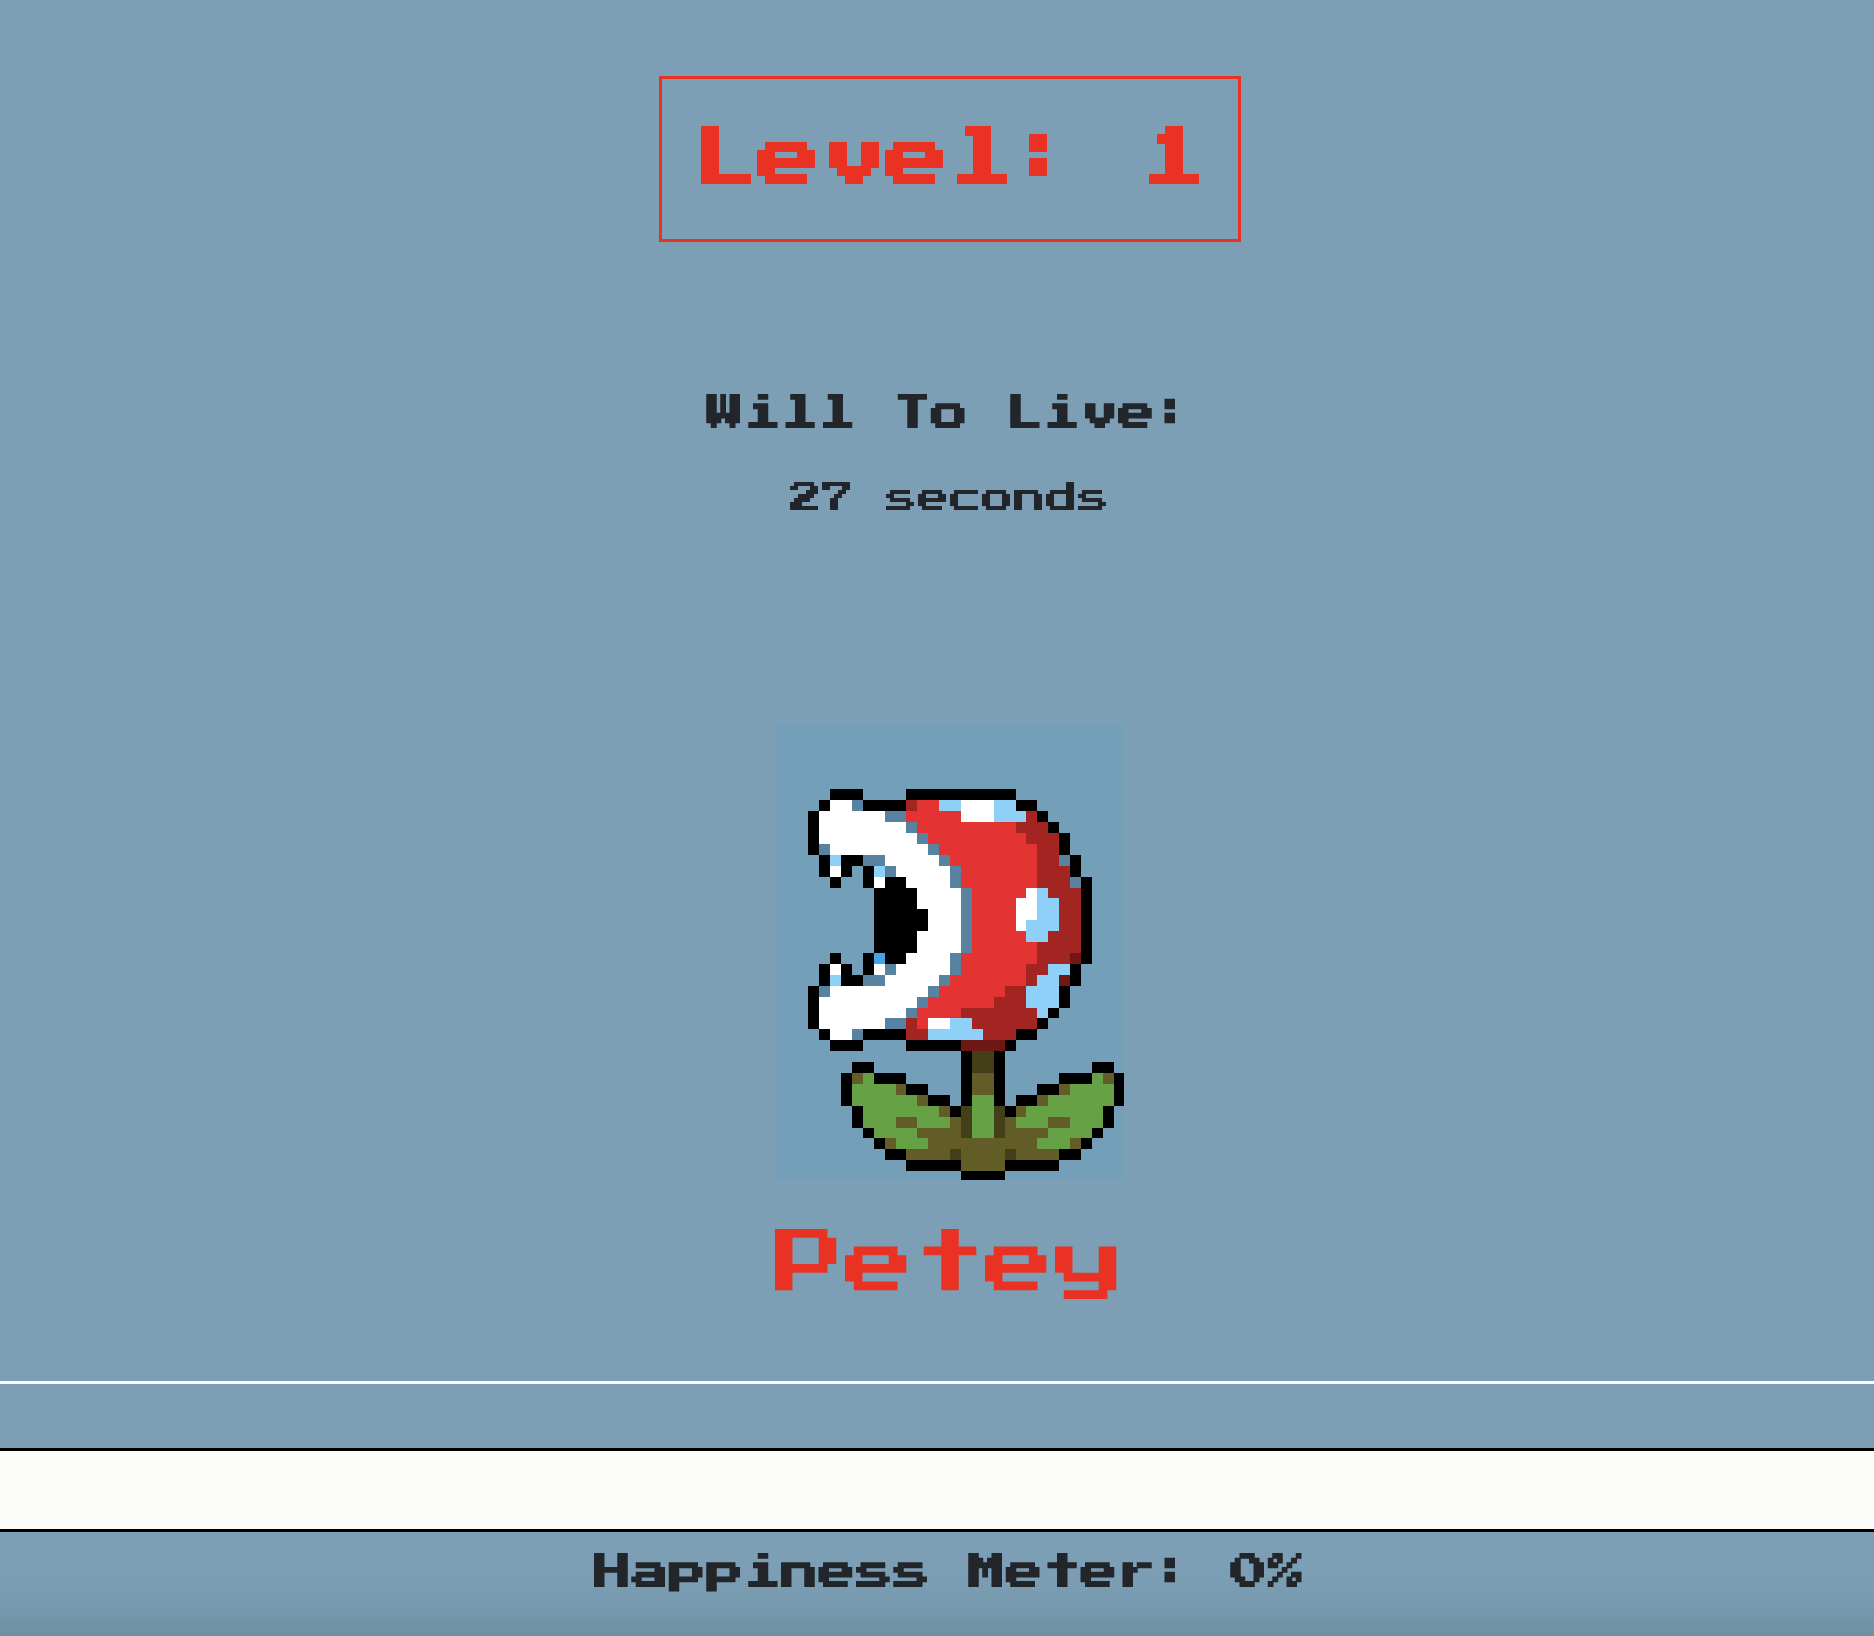 Level: 1
Will To Live:
27 seconds
Petey
Happiness Meter: 0%